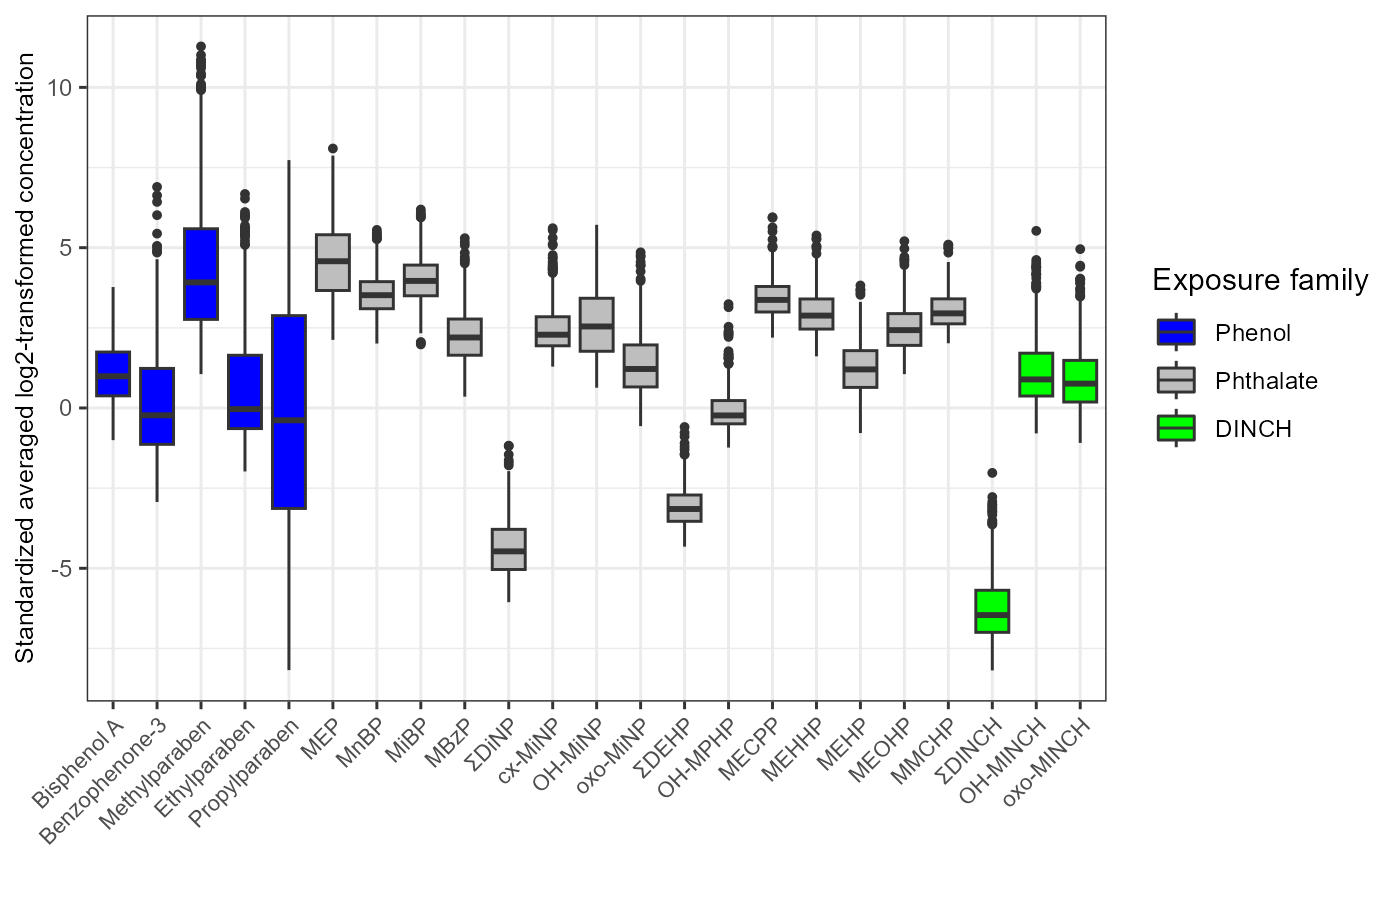 Standardized averaged log2-transformed concentration
10
5
0
-5
Bisphenol A
Benzophenone-3
Methylparaben
Ethylparaben
Propylparaben
MEP
MnBP
MiBP
MBzP
ΣDiNP
cx-MiNP
OH-MiNP
oxo-MiNP
ΣDEHP
OH-MPHP
MECPP
MEHHP
MEHP
MEOHP
MMCHP
ΣDINCH
OH-MINCH
oxo-MINCH
Exposure family
Phenol
Phthalate
DINCH